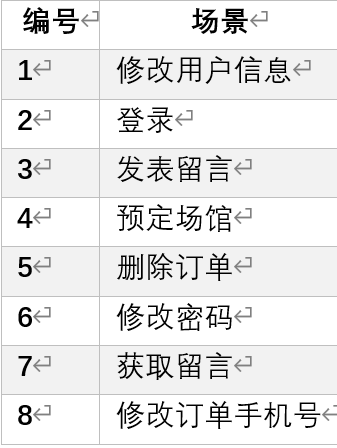 编号 场景
1 修改用户信息
2 登录
3 发表留言
4 预定场馆
5 删除订单
6 修改密码
7 获取留言
8 修改订单手机号